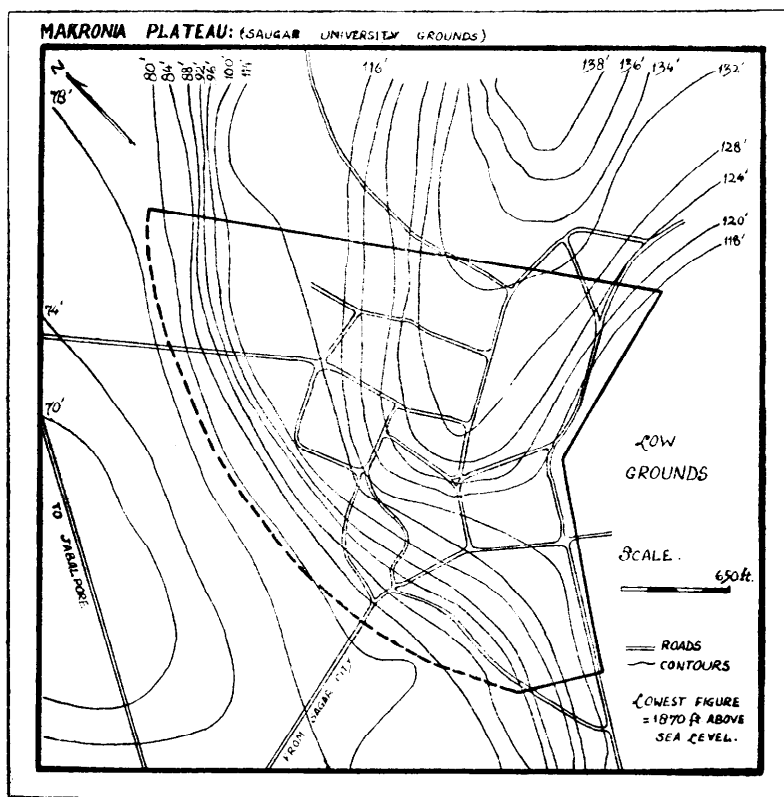 MAKRONIA PLATEAU: (SAUGAR UNIVERSITY GROUNDS)
N
78'
80'
84'
88'
92'
96'
100'
114'
116'
138'
136'
134'
132'
128'
124'
120'
118'
74'
70'
TO JABALPORE
FROM SAGAR CITY
LOW
GROUNDS
SCALE.
650 ft.
ROADS
CONTOURS
LOWEST FIGURE
=1870 ft ABOVE
SEA LEVEL.